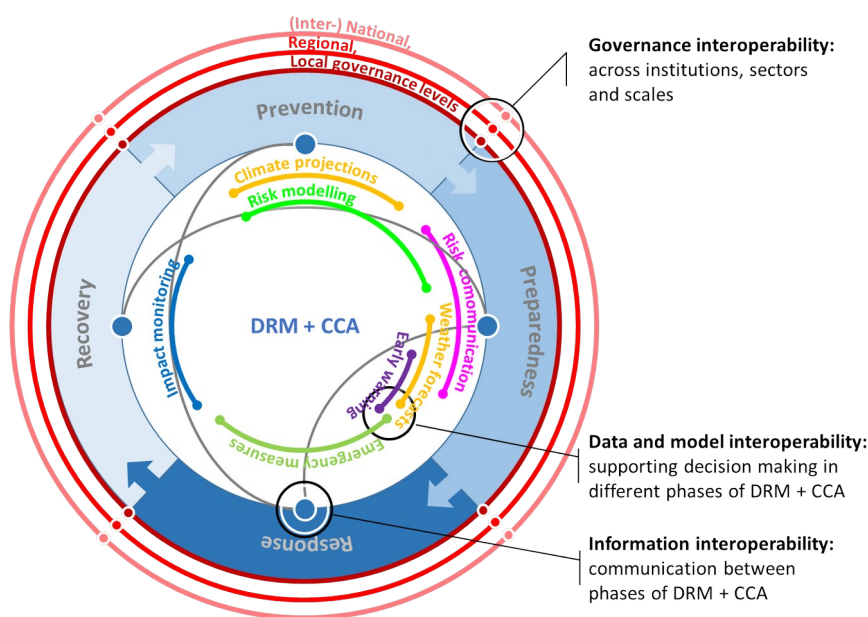 (Inter-) National,
Regional,
Local governance levels
Prevention
Climate projections
Risk modelling
Risk comomunication
Preparedness
Recovery
Impact monitoring
DRM + CCA
Weather forecasts
Early warning
Emergency measures
Response
Governance interoperability:
across institutions, sectors
and scales
Data and model interoperability:
supporting decision making in
different phases of DRM + CCA
Information interoperability:
communication between
phases of DRM + CCA